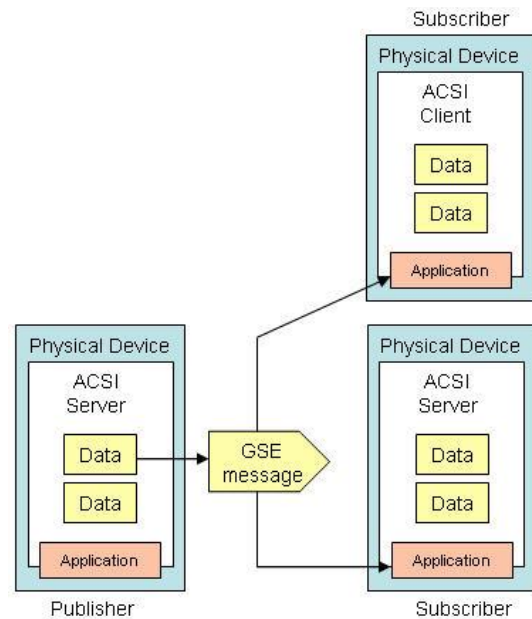 Subscriber
Physical Device
ACSI
Client
Data
Data
Application
Physical Device
ACSI
Server
Data
Data
Application
Publisher
GSE
message
Physical Device
ACSI
Server
Data
Data
Application
Subscriber